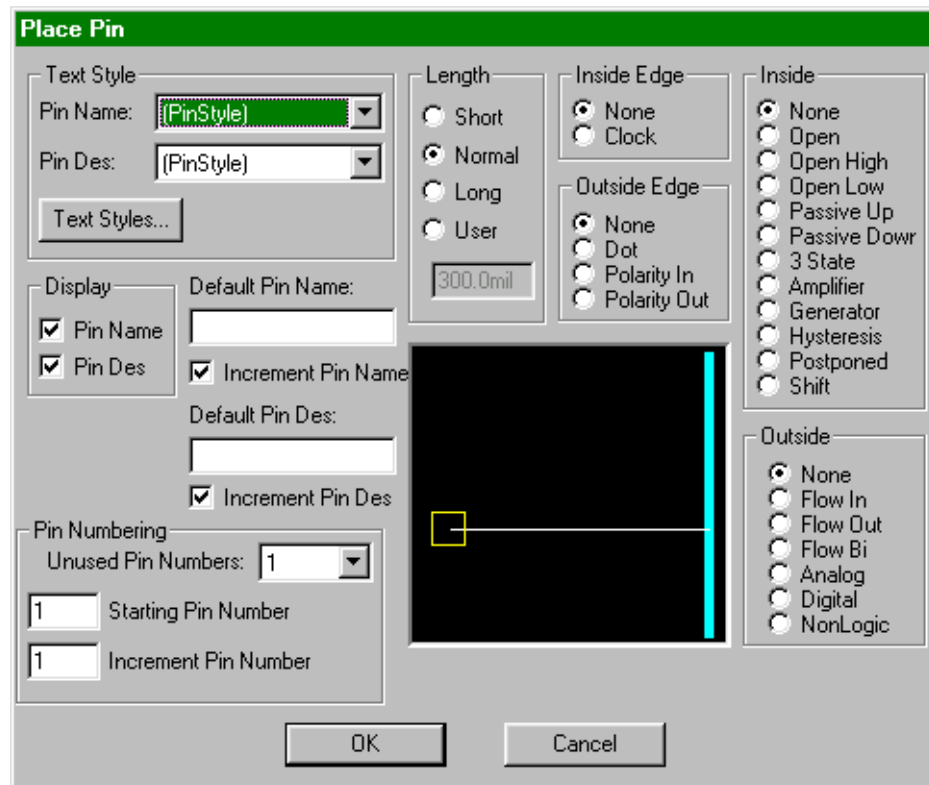 Place Pin
Text Style
Pin Name: (PinStyle)
Pin Des: (PinStyle)
Text Styles...
Length
Short
Normal
Long
User
300.0mil
Inside Edge
None
Clock
Outside Edge
None
Dot
Polarity In
Polarity Out
Inside
None
Open
Open High
Open Low
Passive Up
Passive Dowr
3 State
Amplifier
Generator
Hysteresis
Postponed
Shift
Display
Pin Name
Pin Des
Default Pin Name:
Increment Pin Name
Default Pin Des:
Increment Pin Des
Pin Numbering
Unused Pin Numbers: 1
1 Starting Pin Number
1 Increment Pin Number
Outside
None
Flow In
Flow Out
Flow Bi
Analog
Digital
NonLogic
OK
Cancel